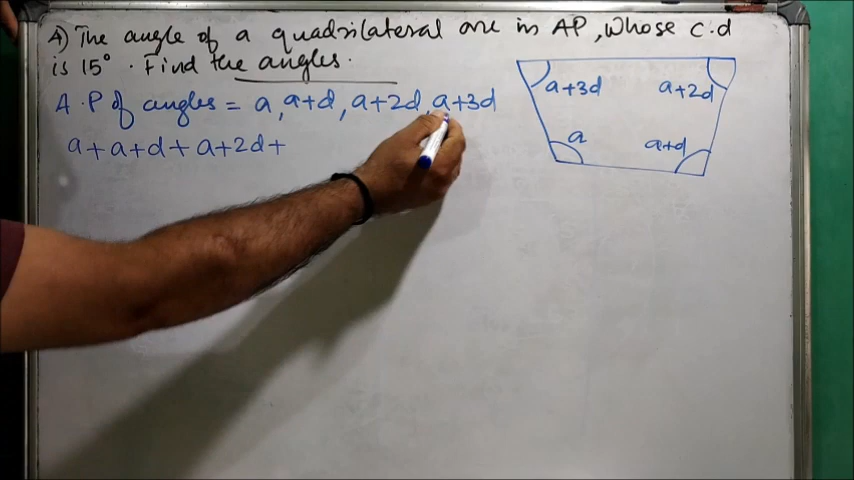 A) The angle of a quadrilateral are in AP, Whose C.d
is 15°. Find the angles.
A.P of angles = a, a+d, a+2d, a+3d
a+a+d+a+2d+
a+3d a+2d
a a+d